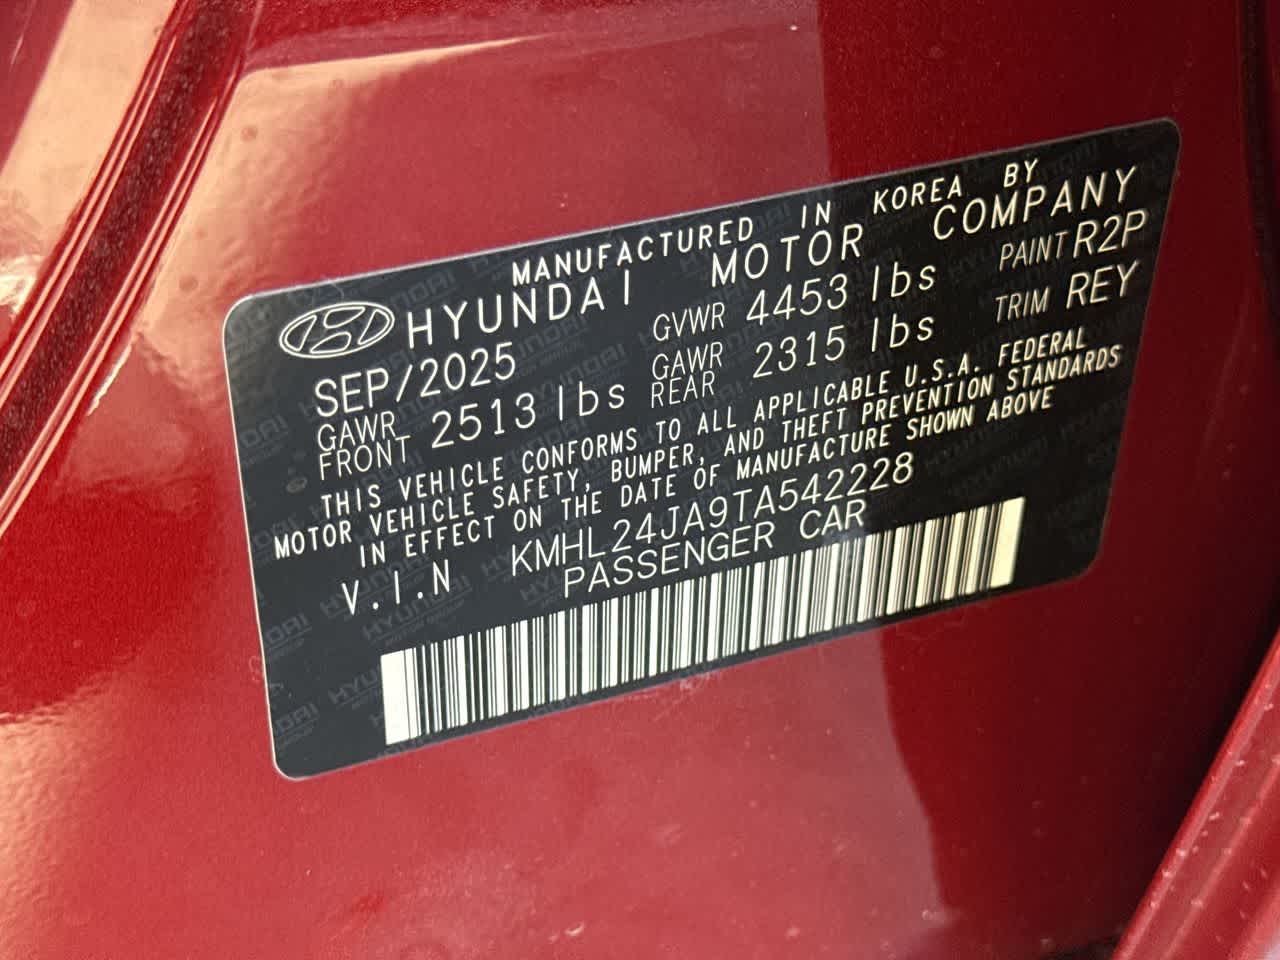 MANUFACTURED IN KOREA BY
HYUNDAI MOTOR COMPANY
SEP/2025 GVWR 4453 lbs PAINT R2P
GAWR FRONT 2513 lbs GAWR REAR 2315 lbs TRIM REY
THIS VEHICLE CONFORMS TO ALL APPLICABLE U.S.A. FEDERAL
MOTOR VEHICLE SAFETY, BUMPER, AND THEFT PREVENTION STANDARDS
IN EFFECT ON THE DATE OF MANUFACTURE SHOWN ABOVE
V.I.N KMHL24JA9TA542228
PASSENGER CAR